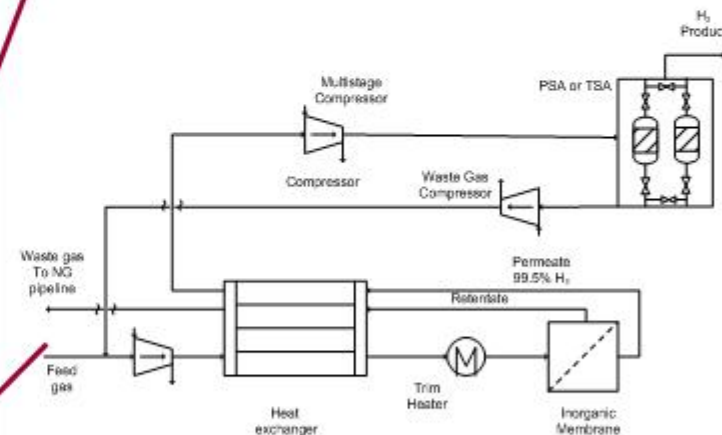 H₂
Produc
Multistage
Compressor
PSA or TSA
Compressor
Waste Gas
Compressor
Waste gas
To NG
pipeline
Permeate
99.5% H₂
Retentate
Feed
gas
M
Trim
Heater
Heat
exchanger
Inorganic
Membrane